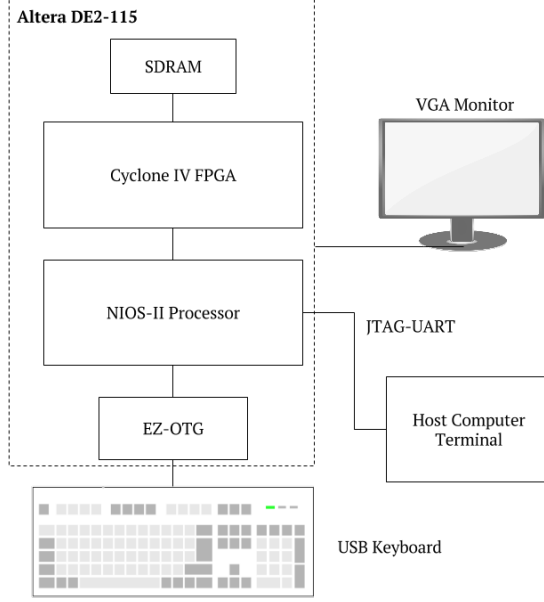 Altera DE2-115
SDRAM
VGA Monitor
Cyclone IV FPGA
NIOS-II Processor
JTAG-UART
EZ-OTG
Host Computer
Terminal
USB Keyboard